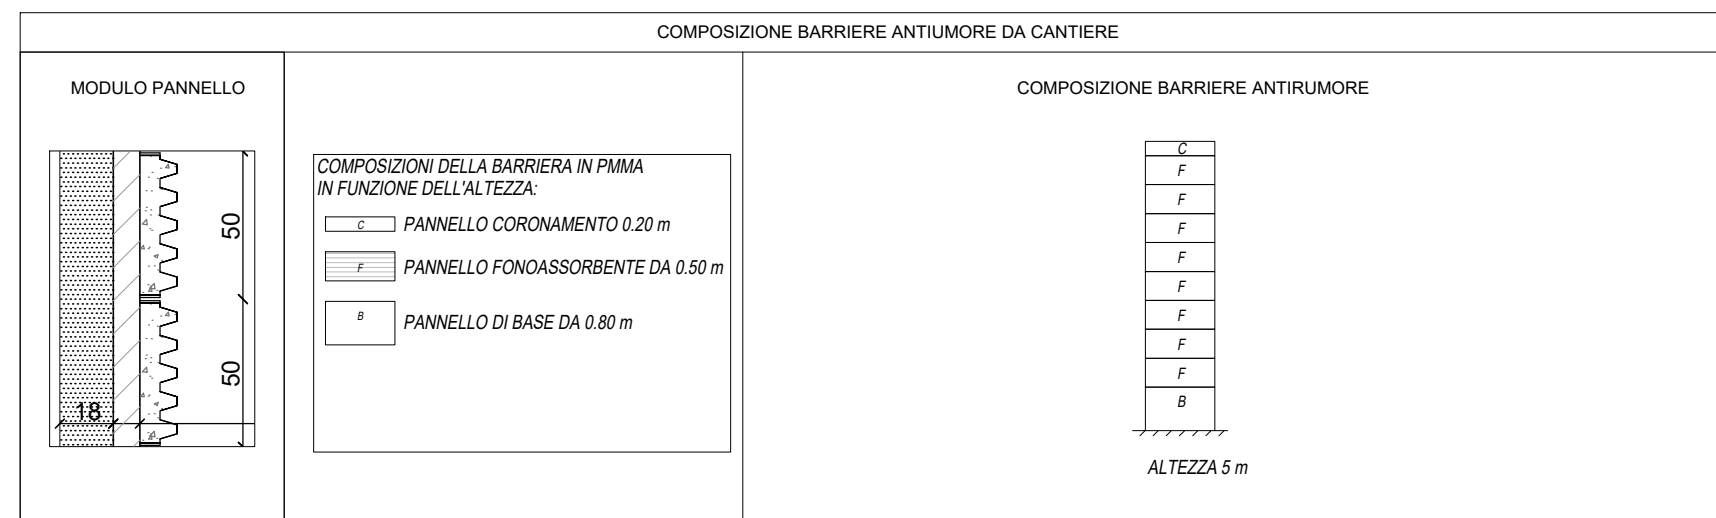 COMPOSIZIONE BARRIERE ANTIUMORE DA CANTIERE
MODULO PANNELLO
50
50
18
COMPOSIZIONI DELLA BARRIERA IN PMMA
IN FUNZIONE DELL'ALTEZZA:
C PANNELLO CORONAMENTO 0.20 m
F PANNELLO FONOASSORBENTE DA 0.50 m
B PANNELLO DI BASE DA 0.80 m
COMPOSIZIONE BARRIERE ANTIRUMORE
C
F
F
F
F
F
F
F
F
B
ALTEZZA 5 m